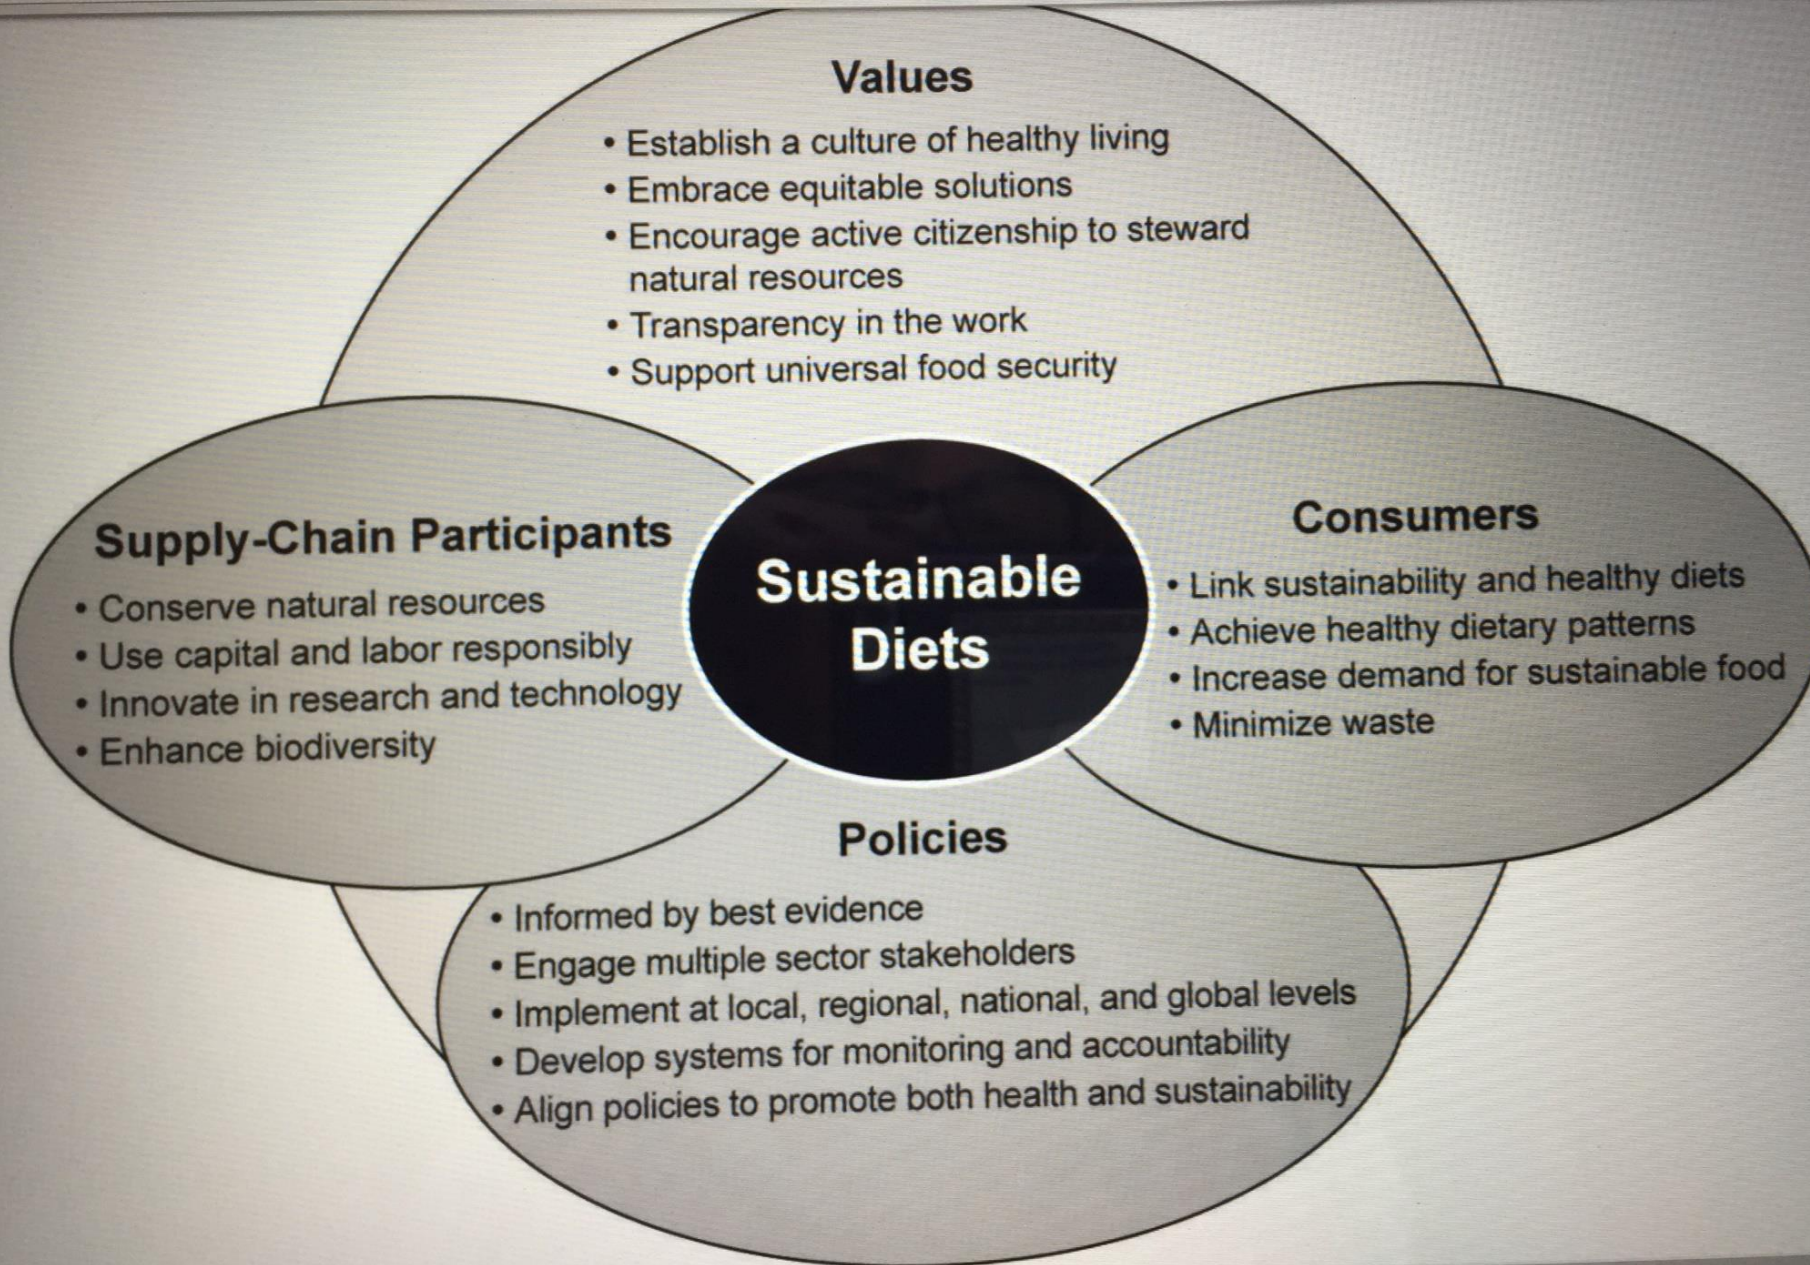 Values
• Establish a culture of healthy living
• Embrace equitable solutions
• Encourage active citizenship to steward
natural resources
• Transparency in the work
• Support universal food security
Supply-Chain Participants
• Conserve natural resources
• Use capital and labor responsibly
• Innovate in research and technology
• Enhance biodiversity
Sustainable
Diets
Consumers
• Link sustainability and healthy diets
• Achieve healthy dietary patterns
• Increase demand for sustainable food
• Minimize waste
Policies
• Informed by best evidence
• Engage multiple sector stakeholders
• Implement at local, regional, national, and global levels
• Develop systems for monitoring and accountability
• Align policies to promote both health and sustainability